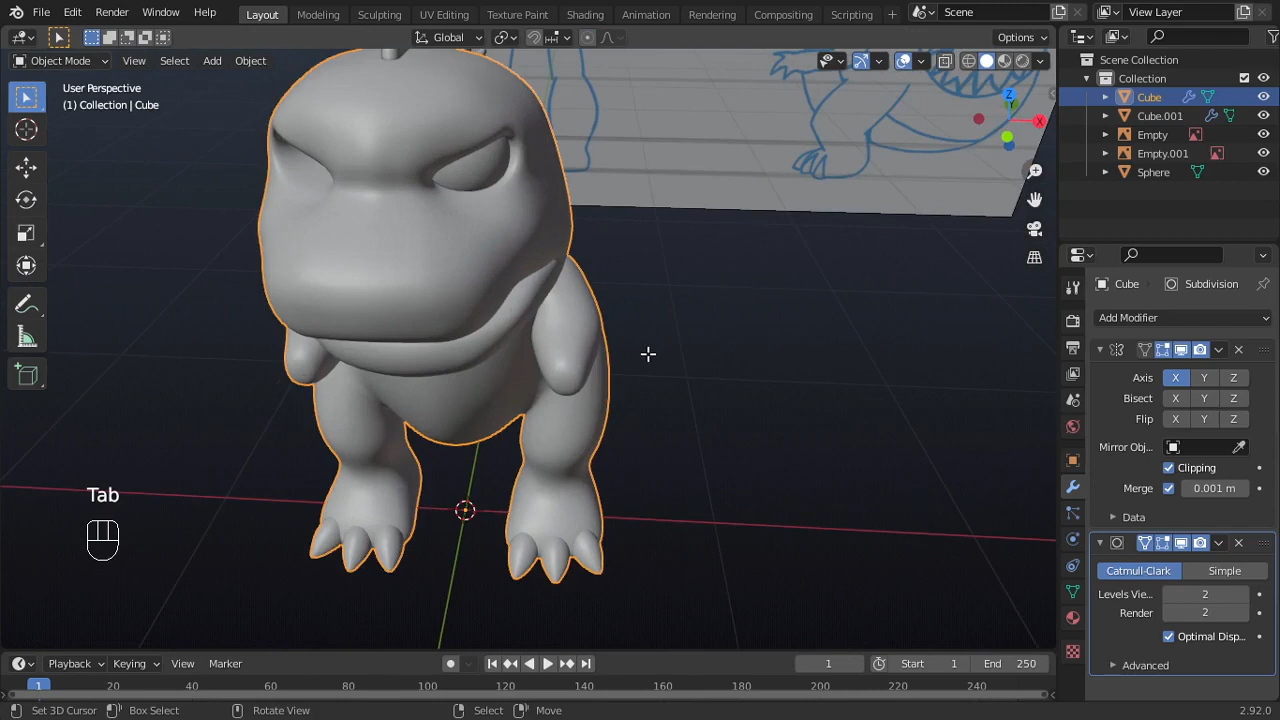 File Edit Render Window Help
Layout Modeling Sculpting UV Editing Texture Paint Shading Animation Rendering Compositing Scripting +
Scene View Layer
Global Options
Object Mode View Select Add Object
User Perspective
(1) Collection | Cube
Z
Y
X
Scene Collection
Collection
Cube
Cube.001
Empty
Empty.001
Sphere
Cube Subdivision
Add Modifier
Axis X Y Z
Bisect X Y Z
Flip X Y Z
Mirror Obj...
Clipping
Merge 0.001 m
Data
Catmull-Clark Simple
Levels Vie... 2
Render 2
Optimal Disp...
Advanced
Tab
Playback Keying View Marker 1 Start 1 End 250
1 20 40 60 80 100 120 140 160 180 200 220 240
Set 3D Cursor Box Select Rotate View Select Move 2.92.0